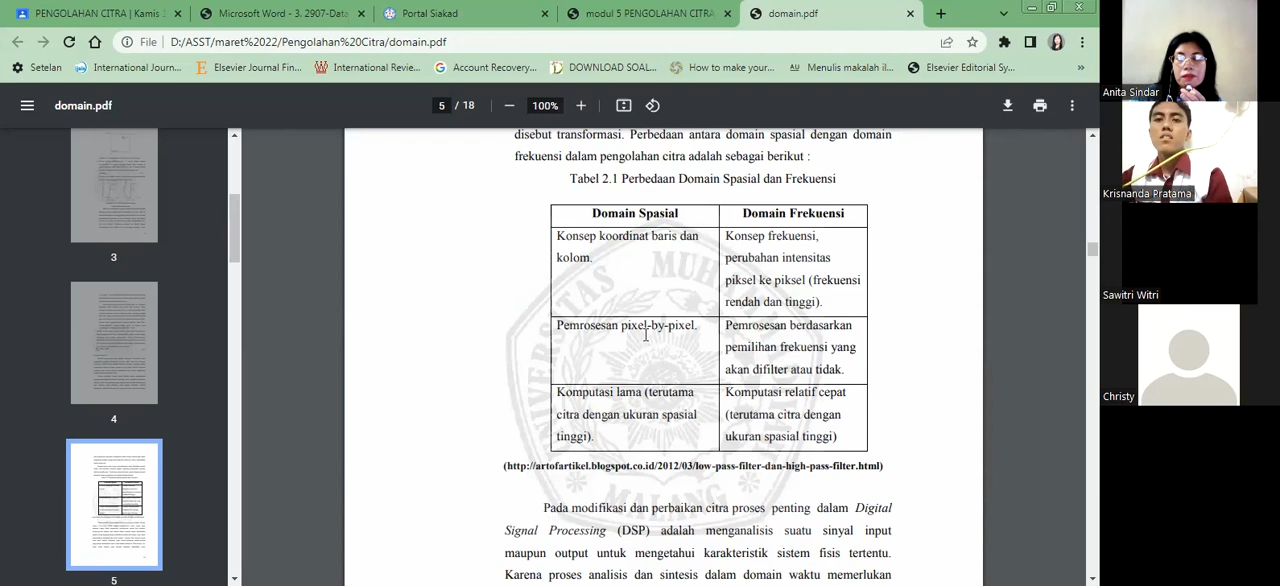 PENGOLAHAN CITRA | Kamis
Microsoft Word - 3. 2907-Data
Portal Siakad
modul 5 PENGOLAHAN CITRA
domain.pdf
File
D:/ASST/maret%2022/Pengolahan%20Citra/domain.pdf
Setelan
International Journ...
Elsevier Journal Fin...
International Revie...
Account Recovery...
DOWNLOAD SOAL...
How to make your...
Menulis makalah il...
Elsevier Editorial Sy...
domain.pdf
5 / 18
100%
3
4
5
disebut transformasi. Perbedaan antara domain spasial dengan domain
frekuensi dalam pengolahan citra adalah sebagai berikut :
Tabel 2.1 Perbedaan Domain Spasial dan Frekuensi
Domain Spasial
Domain Frekuensi
Konsep koordinat baris dan
kolom.
Konsep frekuensi,
perubahan intensitas
piksel ke piksel (frekuensi
rendah dan tinggi).
Pemrosesan pixel-by-pixel.
Pemrosesan berdasarkan
pemilihan frekuensi yang
akan difilter atau tidak.
Komputasi lama (terutama
citra dengan ukuran spasial
tinggi).
Komputasi relatif cepat
(terutama citra dengan
ukuran spasial tinggi)
(http://artofartikel.blogspot.co.id/2012/03/low-pass-filter-dan-high-pass-filter.html)
Pada modifikasi dan perbaikan citra proses penting dalam Digital
Signal Processing (DSP) adalah menganalisis suatu sinyal input
maupun output untuk mengetahui karakteristik sistem fisis tertentu.
Karena proses analisis dan sintesis dalam domain waktu memerlukan
Anita Sindar
Krisnanda Pratama
Sawitri Witri
Christy